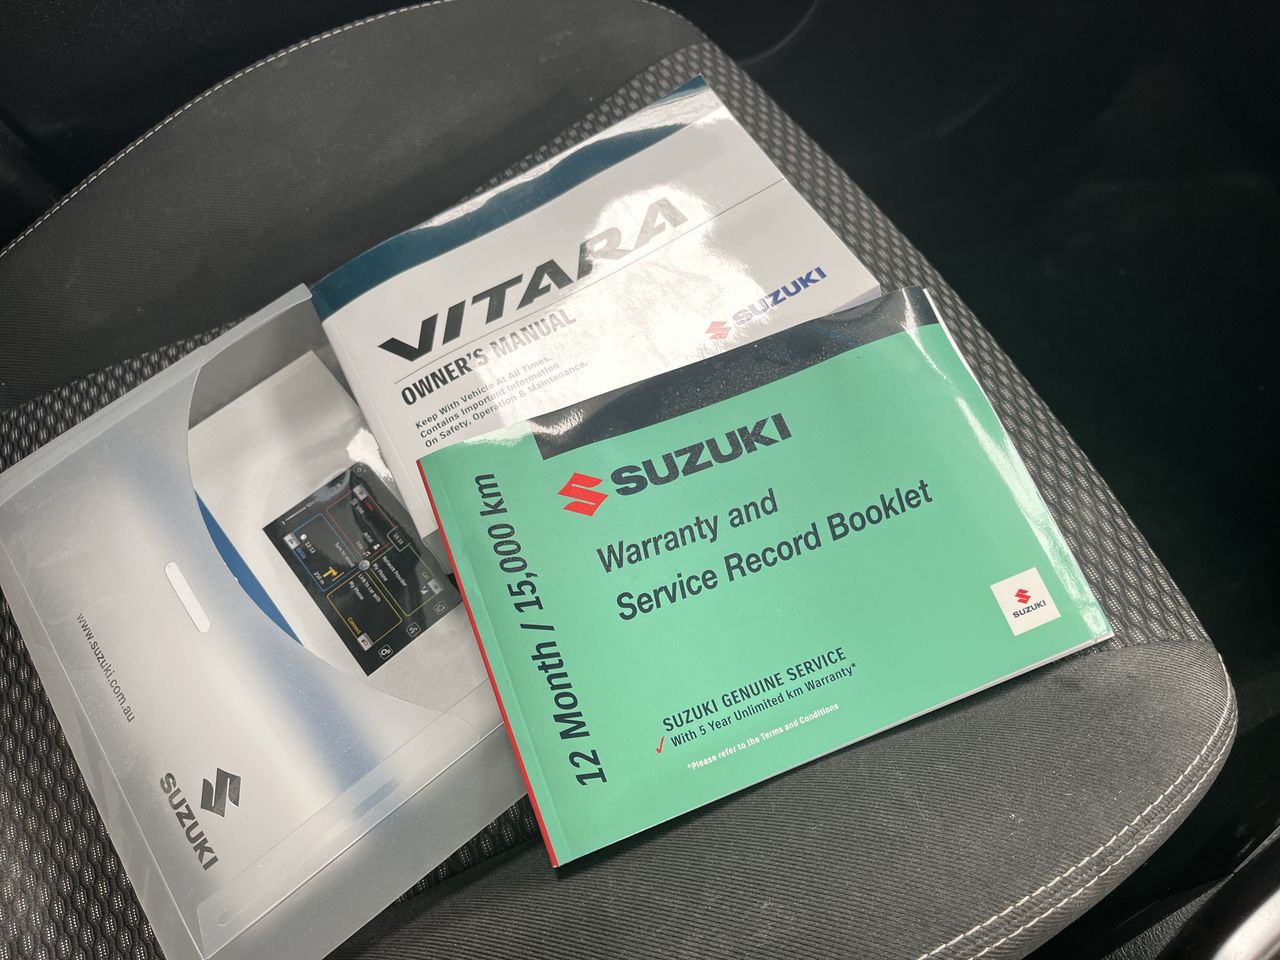 VITARA
OWNER'S MANUAL
Keep With Vehicle At All Times.
Contains Important Information
On Safety, Operation & Maintenance.
SUZUKI
12 Month / 15,000 km
SUZUKI
Warranty and
Service Record Booklet
SUZUKI
SUZUKI GENUINE SERVICE
With 5 Year Unlimited km Warranty*
*Please refer to the Terms and Conditions
www.suzuki.com.au
SUZUKI